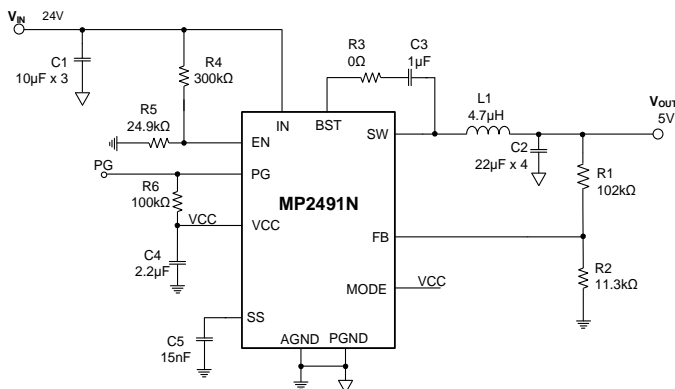 VIN 24V
C1
10µF x 3
R4
300kΩ
R3
0Ω
C3
1µF
R5
24.9kΩ
IN
BST
L1
4.7µH
VOUT
5V
EN
SW
C2
22µF x 4
R1
102kΩ
PG
PG
R6
100kΩ
MP2491N
VCC
VCC
FB
C4
2.2µF
R2
11.3kΩ
MODE
VCC
SS
C5
15nF
AGND
PGND